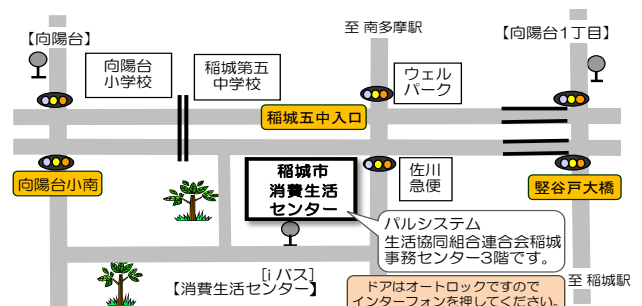 【向陽台】
至 南多摩駅
【向陽台1丁目】
向陽台
小学校
稲城第五
中学校
ウェル
パーク
稲城五中入口
向陽台小南
稲城市
消費生活
センター
佐川
急便
堅谷戸大橋
パルシステム
生活協同組合連合会稲城
事務センター3階です。
[i バス]
【消費生活センター】
至 稲城駅
ドアはオートロックですので
インターフォンを押してください。